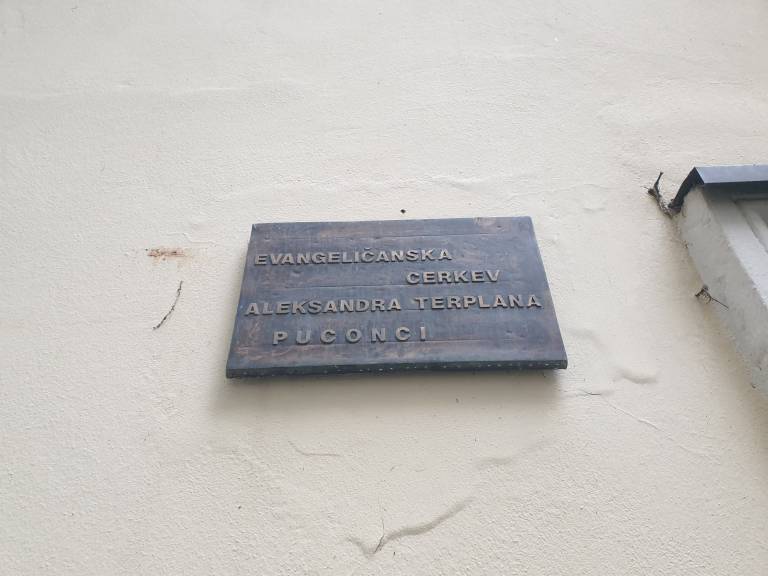 EVANGELIČANSKA
CERKEV
ALEKSANDRA TERPLANA
PUCONCI